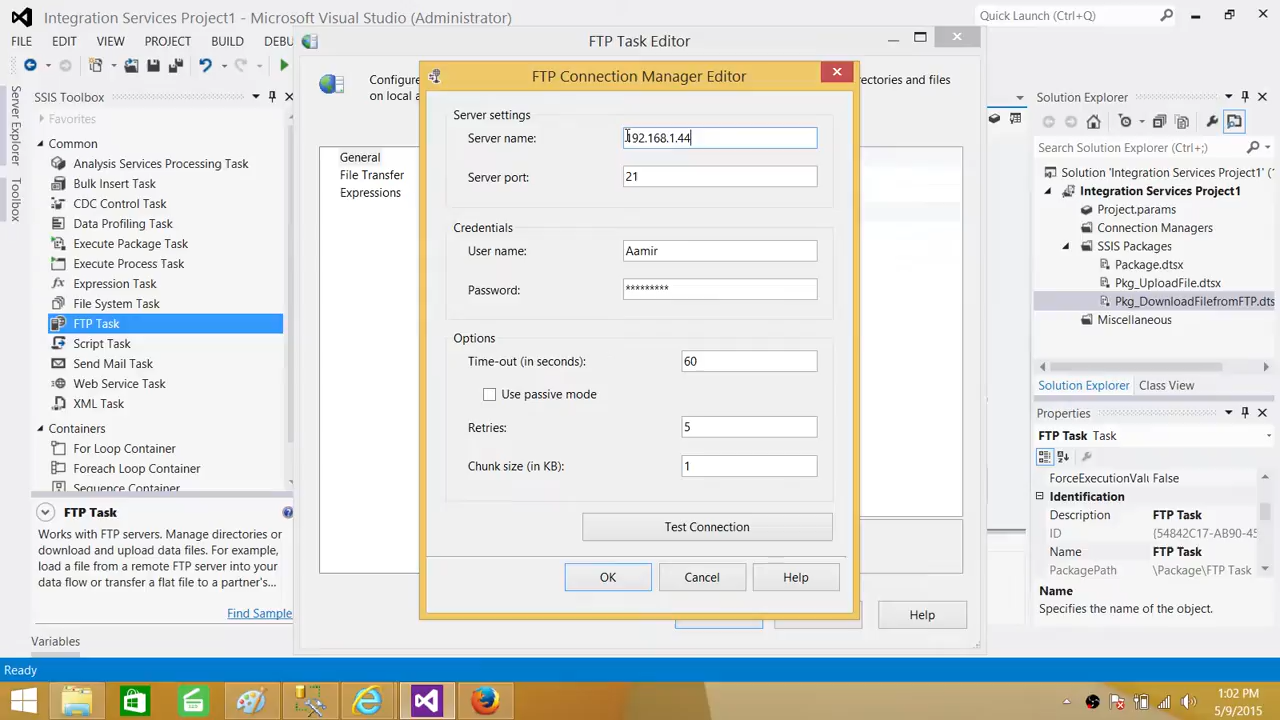 Integration Services Project1 - Microsoft Visual Studio (Administrator)
Quick Launch (Ctrl+Q)
FILE EDIT VIEW PROJECT BUILD DEBU
FTP Task Editor
Configure
ectories and files
on local a
FTP Connection Manager Editor
Server settings
Server name: 192.168.1.44
Server port: 21
Credentials
User name: Aamir
Password: *********
Options
Time-out (in seconds): 60
Use passive mode
Retries: 5
Chunk size (in KB): 1
Test Connection
OK Cancel Help
General
File Transfer
Expressions
Help
Server Explorer
Toolbox
SSIS Toolbox
Favorites
Common
Analysis Services Processing Task
Bulk Insert Task
CDC Control Task
Data Profiling Task
Execute Package Task
Execute Process Task
Expression Task
File System Task
FTP Task
Script Task
Send Mail Task
Web Service Task
XML Task
Containers
For Loop Container
Foreach Loop Container
Sequence Container
FTP Task
Works with FTP servers. Manage directories or
download and upload data files. For example,
load a file from a remote FTP server into your
data flow or transfer a flat file to a partner's...
Find Sample
Variables
Ready
Solution Explorer
Search Solution Explorer (Ctrl+;)
Solution 'Integration Services Project1' (
Integration Services Project1
Project.params
Connection Managers
SSIS Packages
Package.dtsx
Pkg_UploadFile.dtsx
Pkg_DownloadFilefromFTP.dts
Miscellaneous
Solution Explorer Class View
Properties
FTP Task Task
ForceExecutionValu False
Identification
Description FTP Task
ID {54842C17-AB90-45
Name FTP Task
PackagePath \Package\FTP Task
Name
Specifies the name of the object.
1:02 PM
5/9/2015